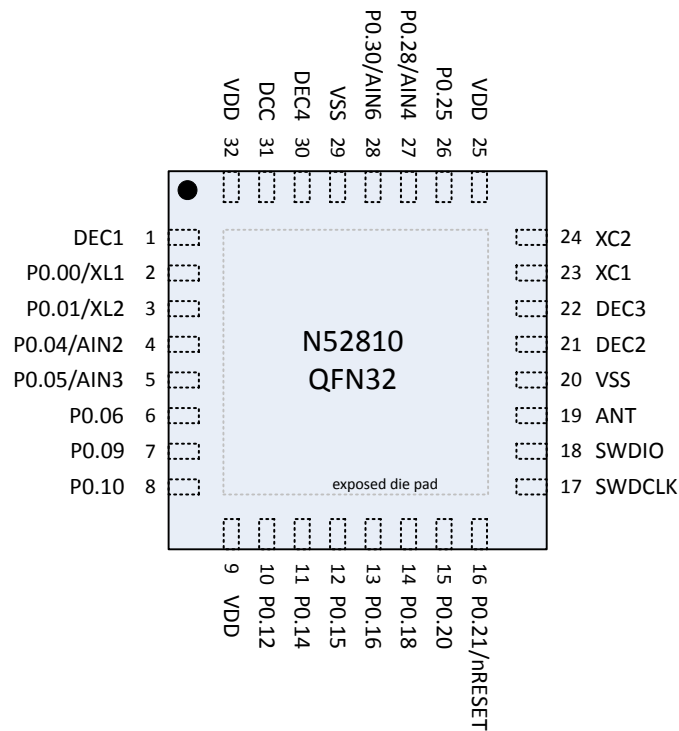 VDD 32
DCC 31
DEC4 30
VSS 29
P0.30/AIN6 28
P0.28/AIN4 27
P0.25 26
VDD 25
DEC1 1
P0.00/XL1 2
P0.01/XL2 3
P0.04/AIN2 4
P0.05/AIN3 5
P0.06 6
P0.09 7
P0.10 8
N52810
QFN32
exposed die pad
24 XC2
23 XC1
22 DEC3
21 DEC2
20 VSS
19 ANT
18 SWDIO
17 SWDCLK
9 VDD
10 P0.12
11 P0.14
12 P0.15
13 P0.16
14 P0.18
15 P0.20
16 P0.21/nRESET